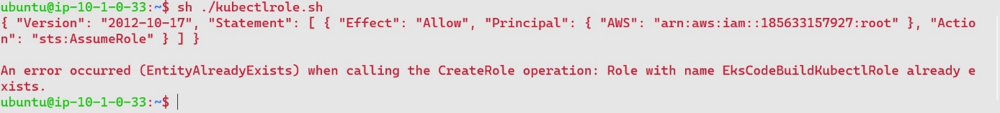 ubuntu@ip-10-1-0-33:~$ sh ./kubectlrole.sh
{ "Version": "2012-10-17", "Statement": [ { "Effect": "Allow", "Principal": { "AWS": "arn:aws:iam::185633157927:root" }, "Actio
n": "sts:AssumeRole" } ] }
An error occurred (EntityAlreadyExists) when calling the CreateRole operation: Role with name EksCodeBuildKubectlRole already e
xists.
ubuntu@ip-10-1-0-33:~$